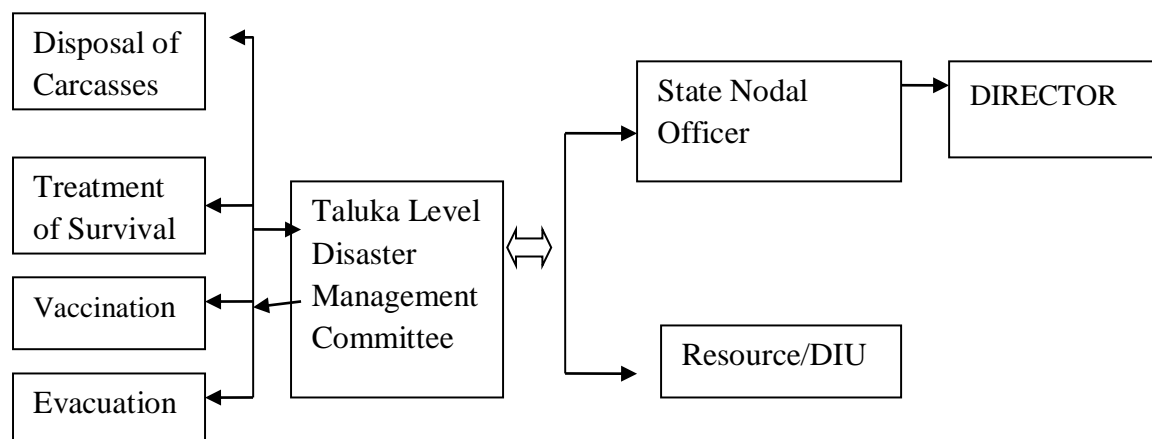 Disposal of
Carcasses
Treatment
of Survival
Vaccination
Evacuation
Taluka Level
Disaster
Management
Committee
State Nodal
Officer
DIRECTOR
Resource/DIU